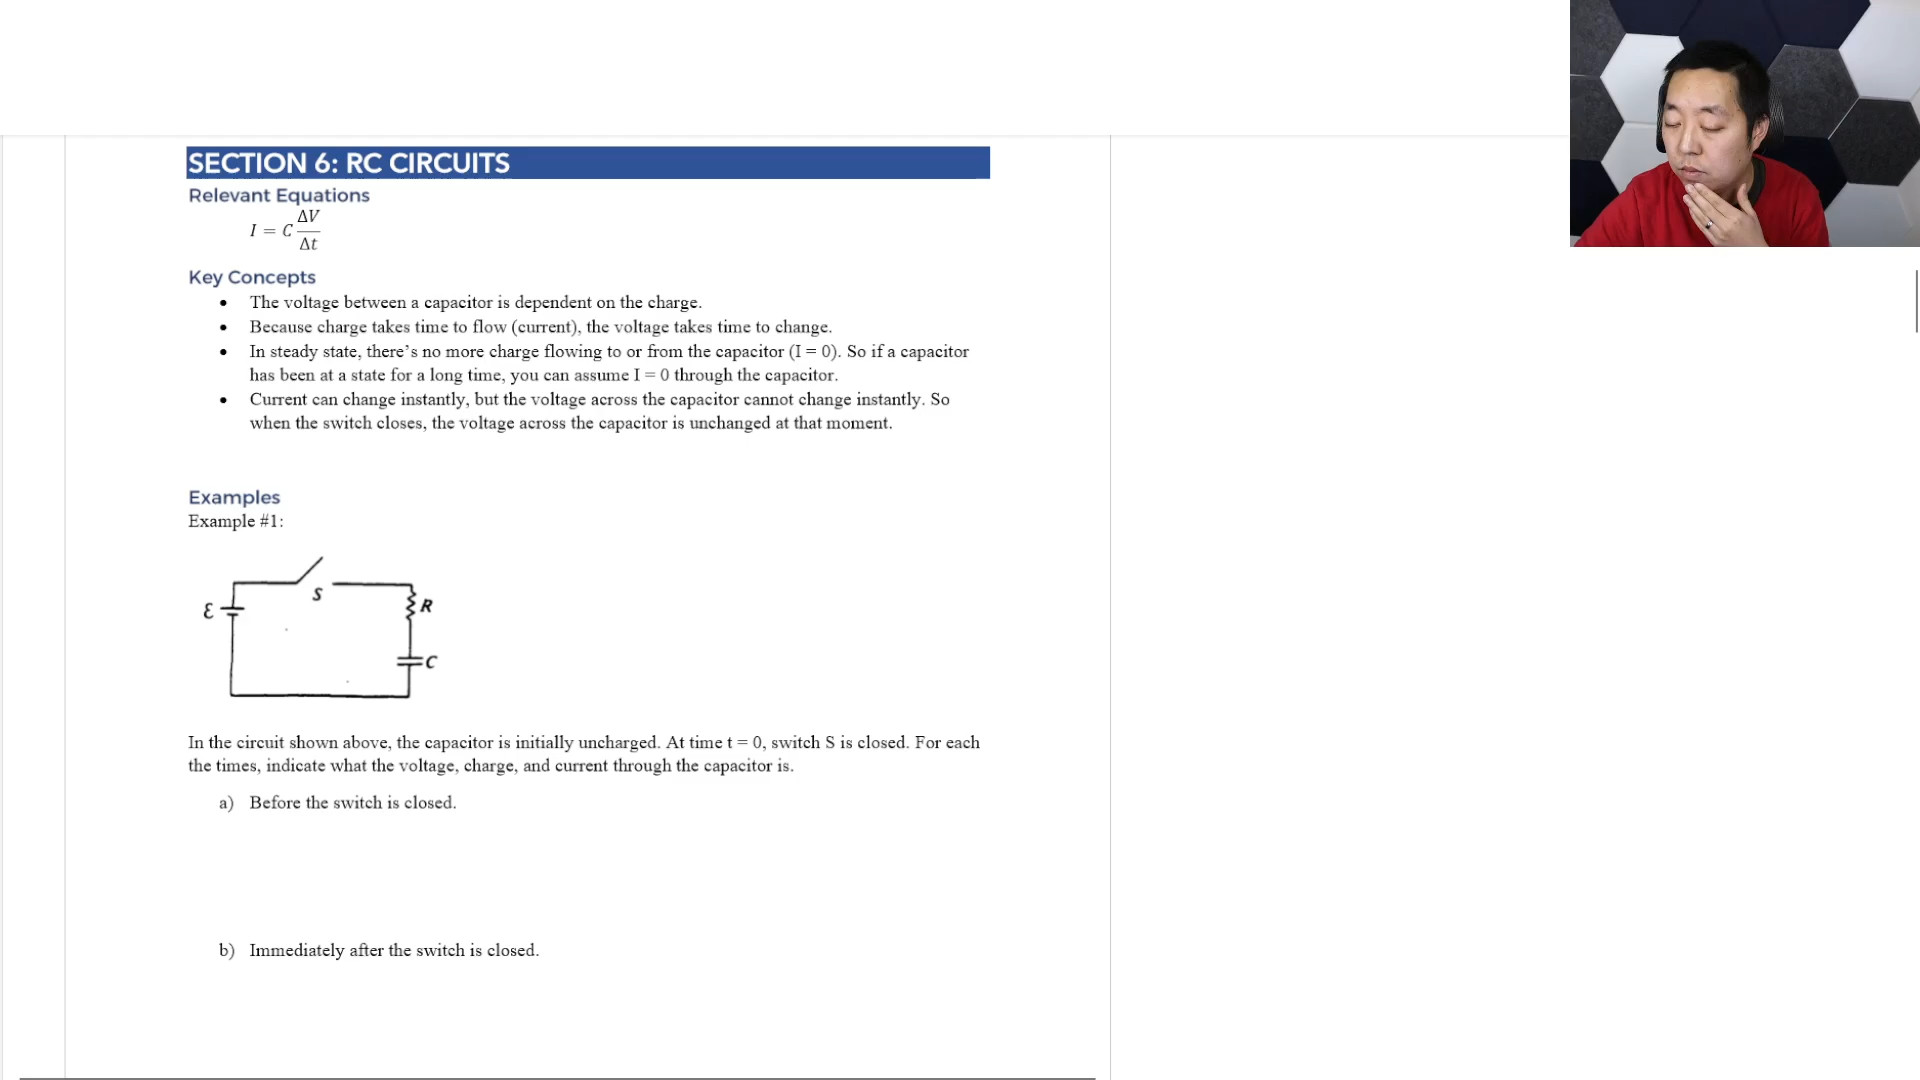 SECTION 6: RC CIRCUITS
Relevant Equations
I = C ΔV/Δt
Key Concepts
• The voltage between a capacitor is dependent on the charge.
• Because charge takes time to flow (current), the voltage takes time to change.
• In steady state, there’s no more charge flowing to or from the capacitor (I = 0). So if a capacitor
has been at a state for a long time, you can assume I = 0 through the capacitor.
• Current can change instantly, but the voltage across the capacitor cannot change instantly. So
when the switch closes, the voltage across the capacitor is unchanged at that moment.
Examples
Example #1:
S
ℰ
R
C
In the circuit shown above, the capacitor is initially uncharged. At time t = 0, switch S is closed. For each
the times, indicate what the voltage, charge, and current through the capacitor is.
a) Before the switch is closed.
b) Immediately after the switch is closed.